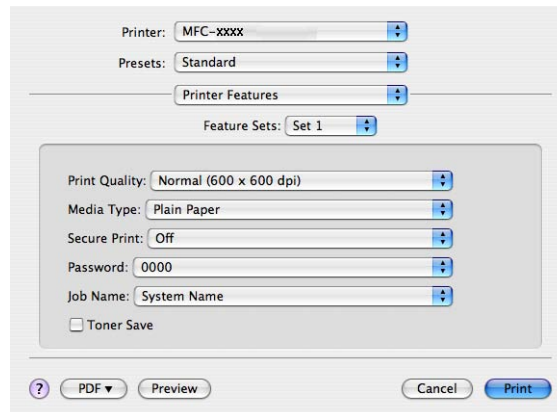 Printer: MFC-xxxx
Presets: Standard
Printer Features
Feature Sets: Set 1
Print Quality: Normal (600 x 600 dpi)
Media Type: Plain Paper
Secure Print: Off
Password: 0000
Job Name: System Name
Toner Save
? PDF ▼ Preview Cancel Print